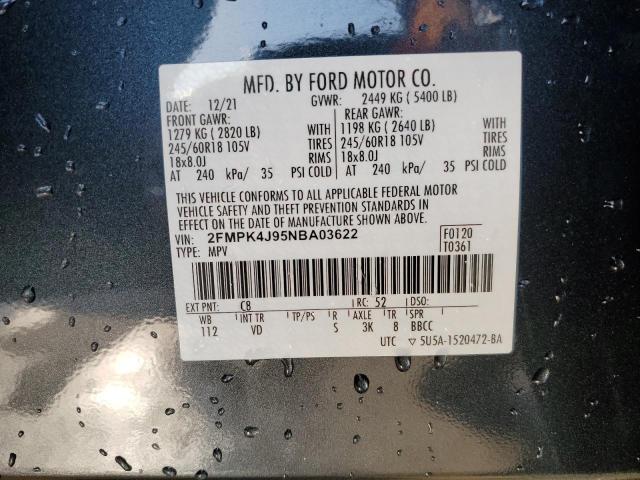 MFD. BY FORD MOTOR CO.
DATE: 12/21 GVWR: 2449 KG ( 5400 LB)
FRONT GAWR: REAR GAWR:
1279 KG ( 2820 LB) WITH 1198 KG ( 2640 LB) WITH
245/60R18 105V TIRES 245/60R18 105V TIRES
18x8.0J RIMS 18x8.0J RIMS
AT 240 kPa/ 35 PSI COLD AT 240 kPa/ 35 PSI COLD
THIS VEHICLE CONFORMS TO ALL APPLICABLE FEDERAL MOTOR
VEHICLE SAFETY AND THEFT PREVENTION STANDARDS IN
EFFECT ON THE DATE OF MANUFACTURE SHOWN ABOVE.
VIN: 2FMPK4J95NBA03622 F0120
TYPE: MPV T0361
EXT PNT: C8 RC: 52 DSO:
WB INT TR TP/PS R AXLE TR SPR
112 VD S 3K 8 BBCC
UTC ▽ 5U5A-1520472-BA